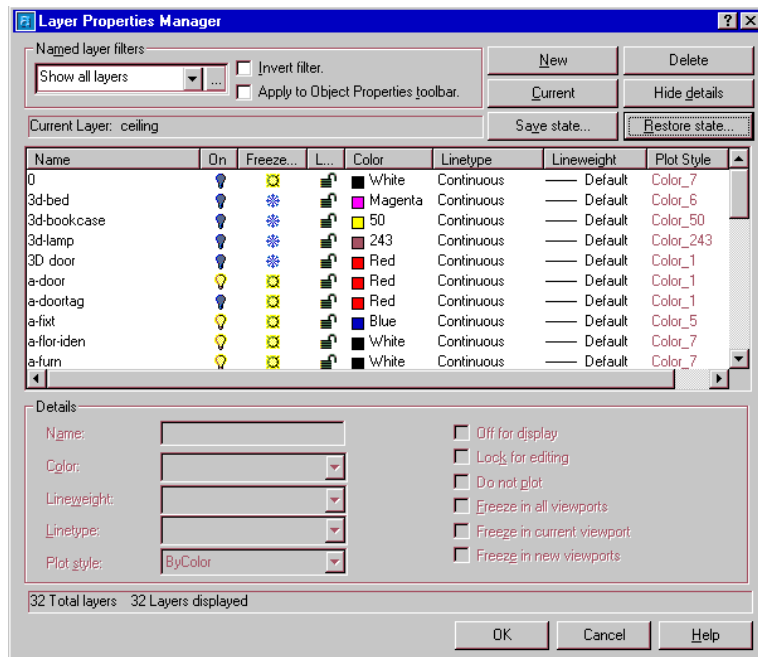 Layer Properties Manager
Named layer filters
Show all layers
...
Invert filter.
Apply to Object Properties toolbar.
New
Delete
Current
Hide details
Current Layer: ceiling
Save state...
Restore state...
Name On Freeze... L... Color Linetype Lineweight Plot Style
0 White Continuous Default Color_7
3d-bed Magenta Continuous Default Color_6
3d-bookcase 50 Continuous Default Color_50
3d-lamp 243 Continuous Default Color_243
3D door Red Continuous Default Color_1
a-door Red Continuous Default Color_1
a-doortag Red Continuous Default Color_1
a-fixt Blue Continuous Default Color_5
a-flor-iden White Continuous Default Color_7
a-furn White Continuous Default Color_7
Details
Name:
Color:
Lineweight:
Linetype:
Plot style: ByColor
Off for display
Lock for editing
Do not plot
Freeze in all viewports
Freeze in current viewport
Freeze in new viewports
32 Total layers 32 Layers displayed
OK
Cancel
Help